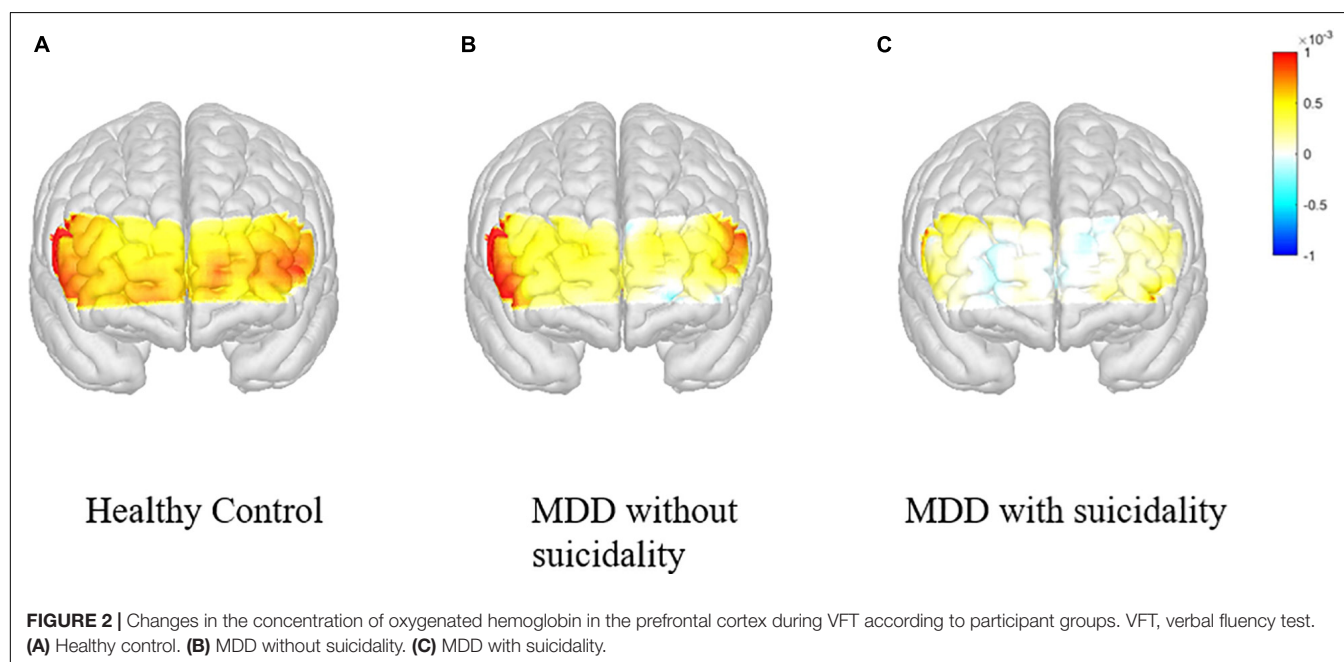 A
B
C
×10⁻³
1
0.5
0
-0.5
-1
Healthy Control
MDD without
suicidality
MDD with suicidality
FIGURE 2 | Changes in the concentration of oxygenated hemoglobin in the prefrontal cortex during VFT according to participant groups. VFT, verbal fluency test.
(A) Healthy control. (B) MDD without suicidality. (C) MDD with suicidality.